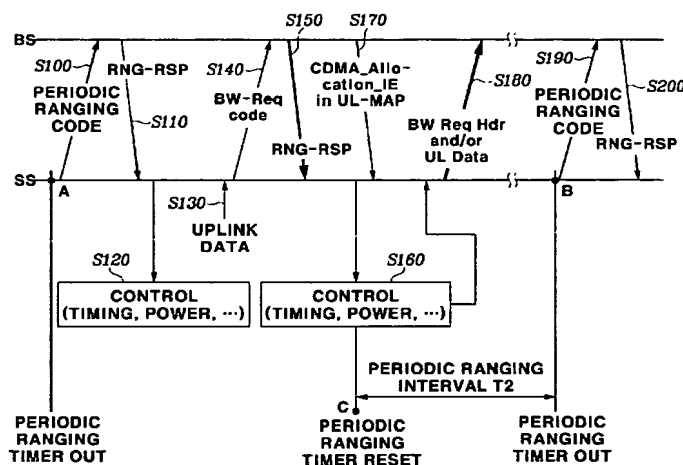 BS
S100
PERIODIC
RANGING
CODE
RNG-RSP
S110
S140
BW-Req
code
S150
RNG-RSP
S170
CDMA_Allo-
cation_IE
in UL-MAP
S180
BW Req Hdr
and/or
UL Data
S190
PERIODIC
RANGING
CODE
S200
RNG-RSP
SS
A
S130
UPLINK
DATA
B
S120
CONTROL
(TIMING, POWER, ···)
S160
CONTROL
(TIMING, POWER, ···)
PERIODIC RANGING
INTERVAL T2
PERIODIC
RANGING
TIMER OUT
C
PERIODIC
RANGING
TIMER RESET
PERIODIC
RANGING
TIMER OUT